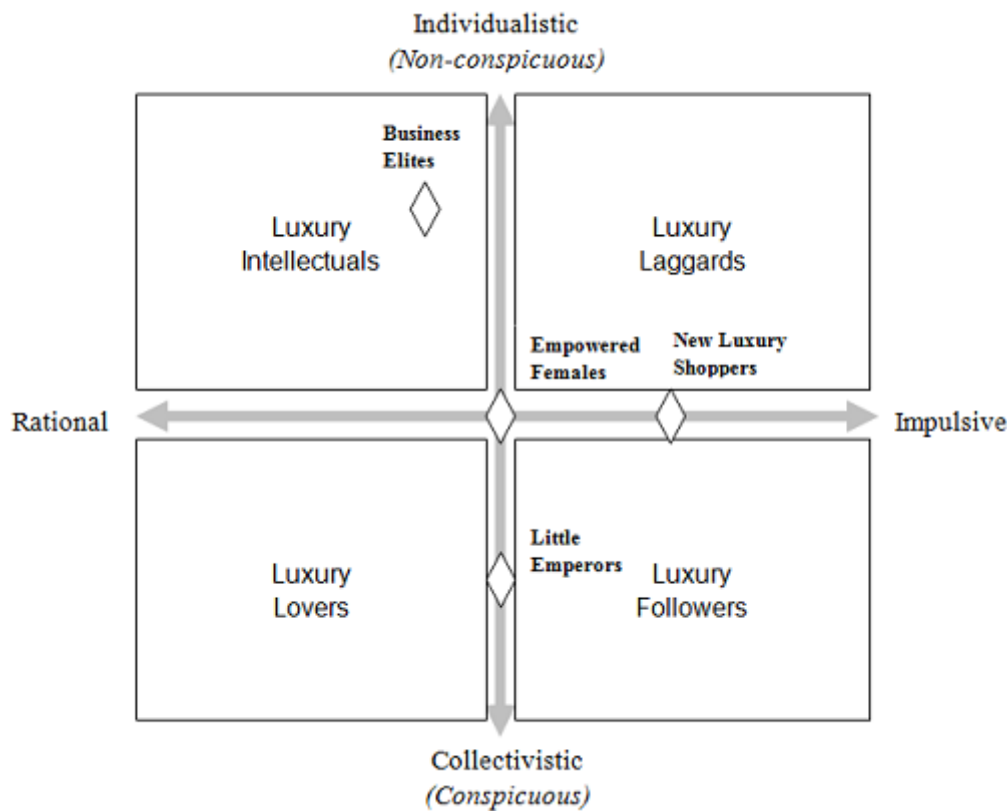 Individualistic
(Non-conspicuous)
Business
Elites
Luxury
Intellectuals
Luxury
Laggards
Empowered
Females
New Luxury
Shoppers
Rational
Impulsive
Little
Emperors
Luxury
Lovers
Luxury
Followers
Collectivistic
(Conspicuous)